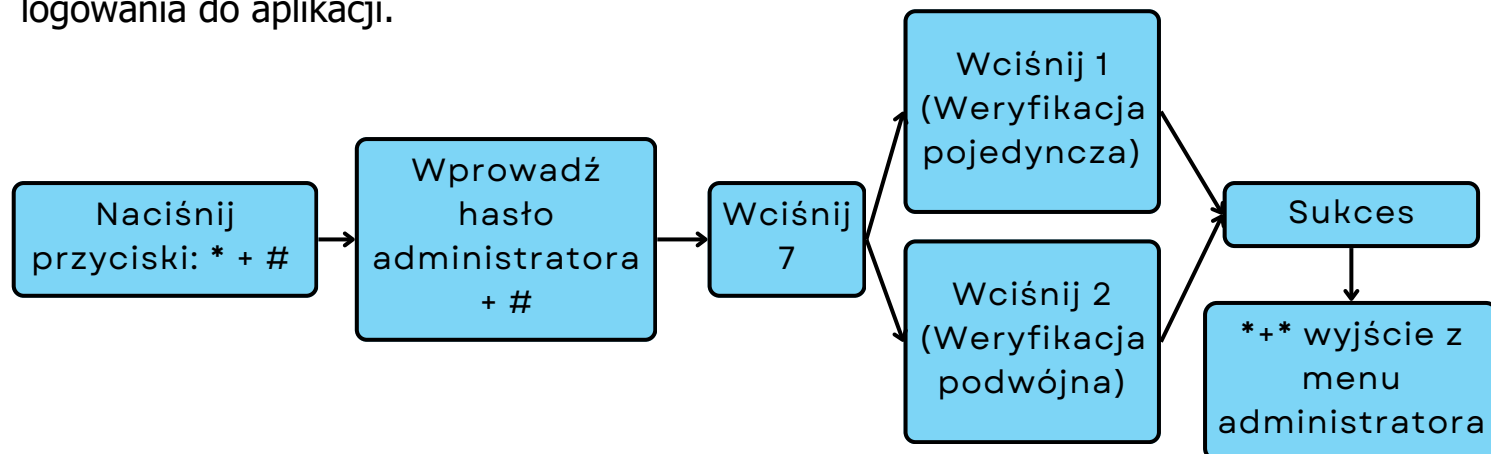 logowania do aplikacji.
Naciśnij
przyciski: * + #
Wprowadź
hasło
administratora
+ #
Wciśnij
7
Wciśnij 1
(Weryfikacja
pojedyncza)
Wciśnij 2
(Weryfikacja
podwójna)
Sukces
*+* wyjście z
menu
administratora